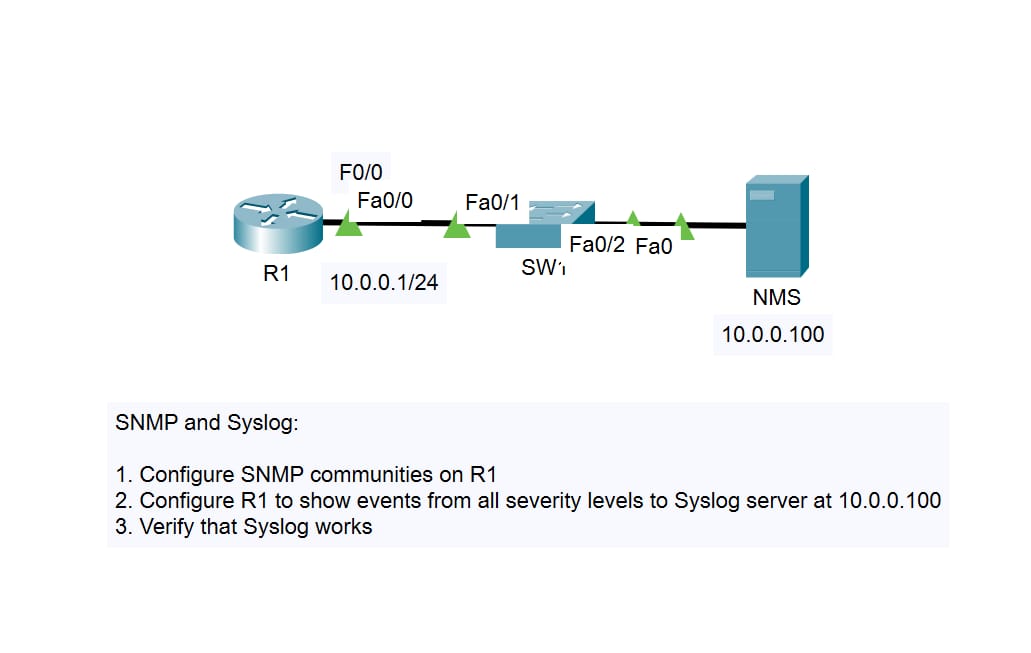 F0/0
Fa0/0
Fa0/1
R1
10.0.0.1/24
Fa0/2
Fa0
SW1
NMS
10.0.0.100
SNMP and Syslog:
1. Configure SNMP communities on R1
2. Configure R1 to show events from all severity levels to Syslog server at 10.0.0.100
3. Verify that Syslog works